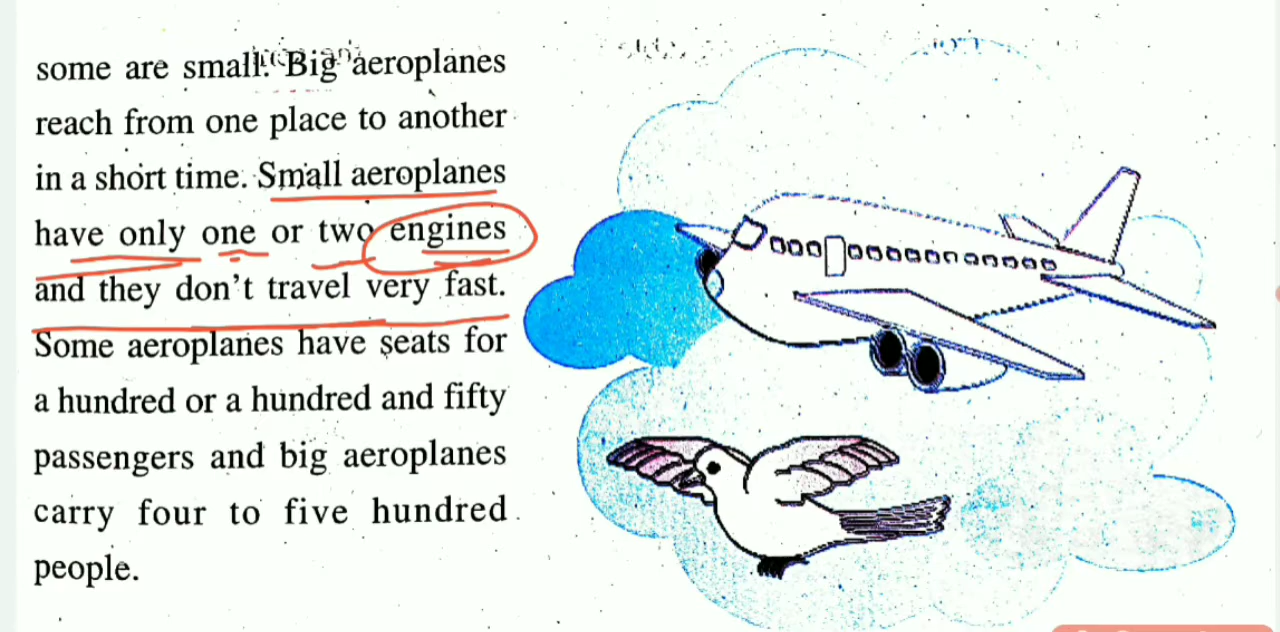 some are small. Big aeroplanes
reach from one place to another
in a short time. Small aeroplanes
have only one or two engines
and they don't travel very fast.
Some aeroplanes have seats for
a hundred or a hundred and fifty
passengers and big aeroplanes
carry four to five hundred
people.